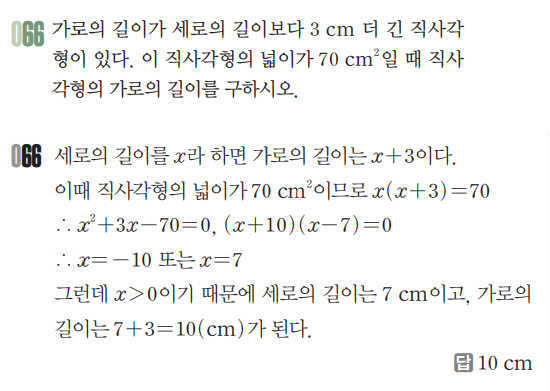 066 가로의 길이가 세로의 길이보다 3 cm 더 긴 직사각
형이 있다. 이 직사각형의 넓이가 70 cm²일 때 직사
각형의 가로의 길이를 구하시오.
066 세로의 길이를 x라 하면 가로의 길이는 x+3이다.
이때 직사각형의 넓이가 70 cm²이므로 x(x+3)=70
∴ x²+3x-70=0, (x+10)(x-7)=0
∴ x=-10 또는 x=7
그런데 x>0이기 때문에 세로의 길이는 7 cm이고, 가로의
길이는 7+3=10(cm)가 된다.
답 10 cm